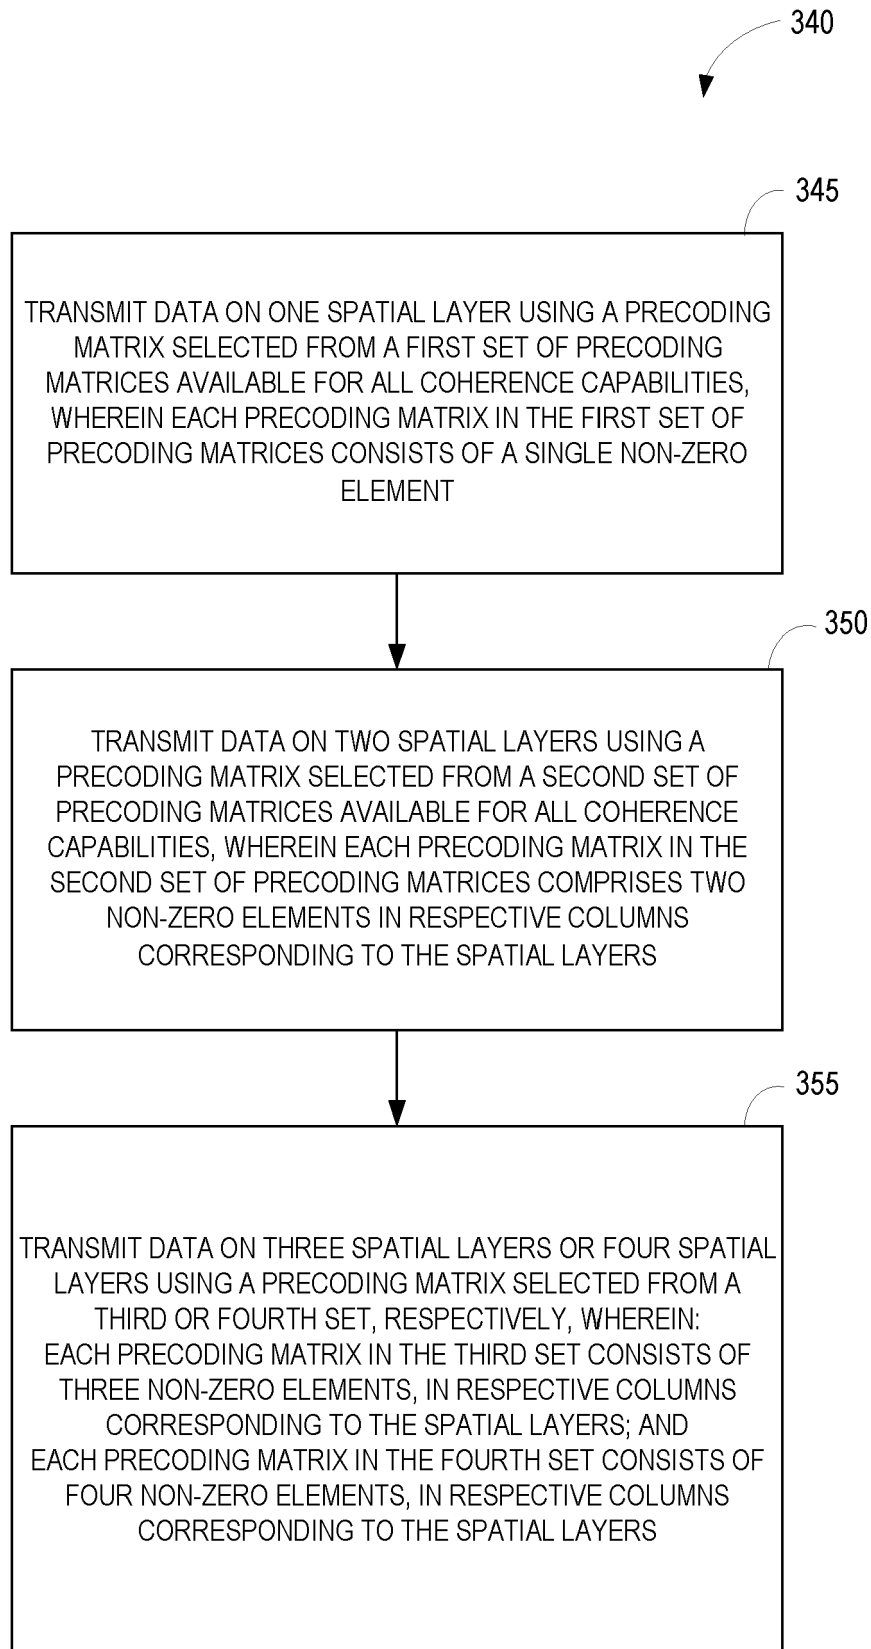 340
345
TRANSMIT DATA ON ONE SPATIAL LAYER USING A PRECODING
MATRIX SELECTED FROM A FIRST SET OF PRECODING
MATRICES AVAILABLE FOR ALL COHERENCE CAPABILITIES,
WHEREIN EACH PRECODING MATRIX IN THE FIRST SET OF
PRECODING MATRICES CONSISTS OF A SINGLE NON-ZERO
ELEMENT
350
TRANSMIT DATA ON TWO SPATIAL LAYERS USING A
PRECODING MATRIX SELECTED FROM A SECOND SET OF
PRECODING MATRICES AVAILABLE FOR ALL COHERENCE
CAPABILITIES, WHEREIN EACH PRECODING MATRIX IN THE
SECOND SET OF PRECODING MATRICES COMPRISES TWO
NON-ZERO ELEMENTS IN RESPECTIVE COLUMNS
CORRESPONDING TO THE SPATIAL LAYERS
355
TRANSMIT DATA ON THREE SPATIAL LAYERS OR FOUR SPATIAL
LAYERS USING A PRECODING MATRIX SELECTED FROM A
THIRD OR FOURTH SET, RESPECTIVELY, WHEREIN:
EACH PRECODING MATRIX IN THE THIRD SET CONSISTS OF
THREE NON-ZERO ELEMENTS, IN RESPECTIVE COLUMNS
CORRESPONDING TO THE SPATIAL LAYERS; AND
EACH PRECODING MATRIX IN THE FOURTH SET CONSISTS OF
FOUR NON-ZERO ELEMENTS, IN RESPECTIVE COLUMNS
CORRESPONDING TO THE SPATIAL LAYERS